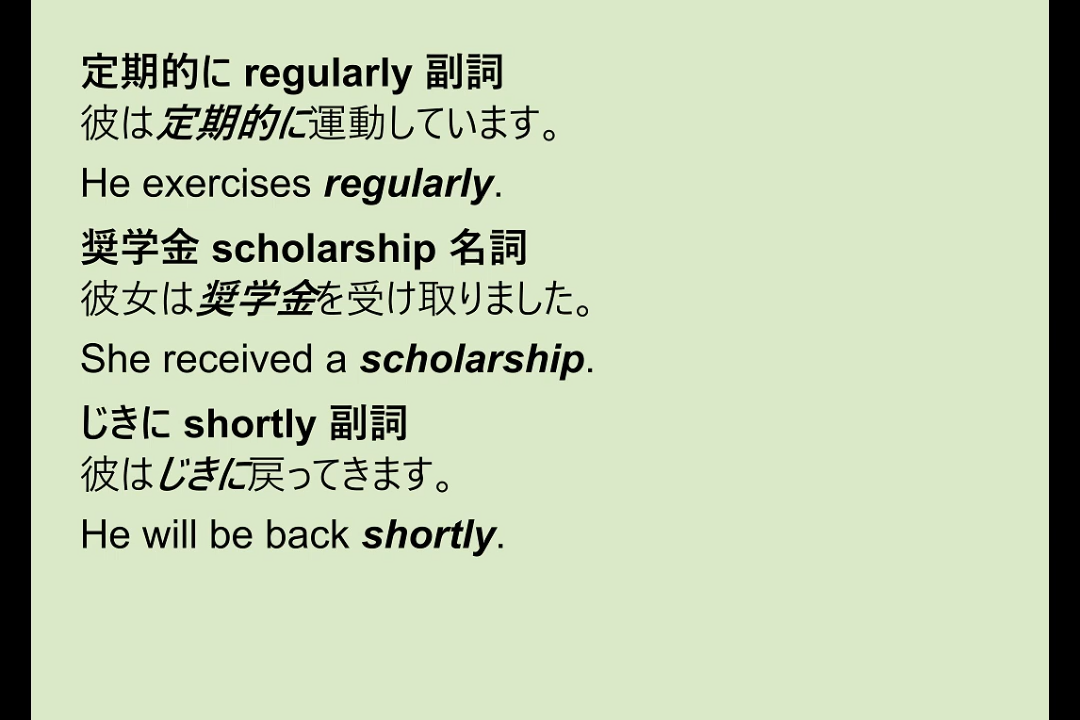 定期的に regularly 副詞
彼は定期的に運動しています。
He exercises regularly.
奨学金 scholarship 名詞
彼女は奨学金を受け取りました。
She received a scholarship.
じきに shortly 副詞
彼はじきに戻ってきます。
He will be back shortly.